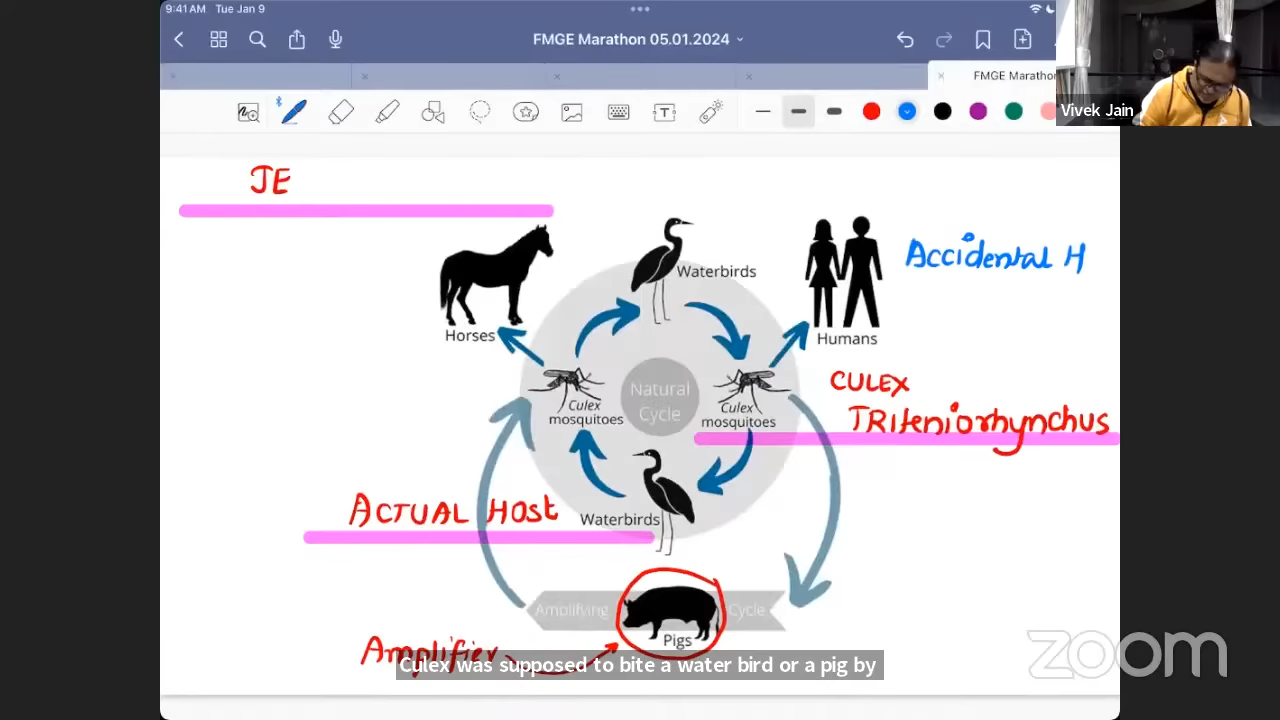 9:41 AM Tue Jan 9
FMGE Marathon 05.01.2024
FMGE Marathon
Vivek Jain
JE
Waterbirds
Accidental H
Horses
Humans
Natural
Cycle
CULEX
TRiteniorhynchus
Culex
mosquitoes
Culex
mosquitoes
ACTUAL HOSt
Waterbirds
Amplifying
Cycle
Pigs
Amplifier
Culex was supposed to bite a water bird or a pig by
zoom